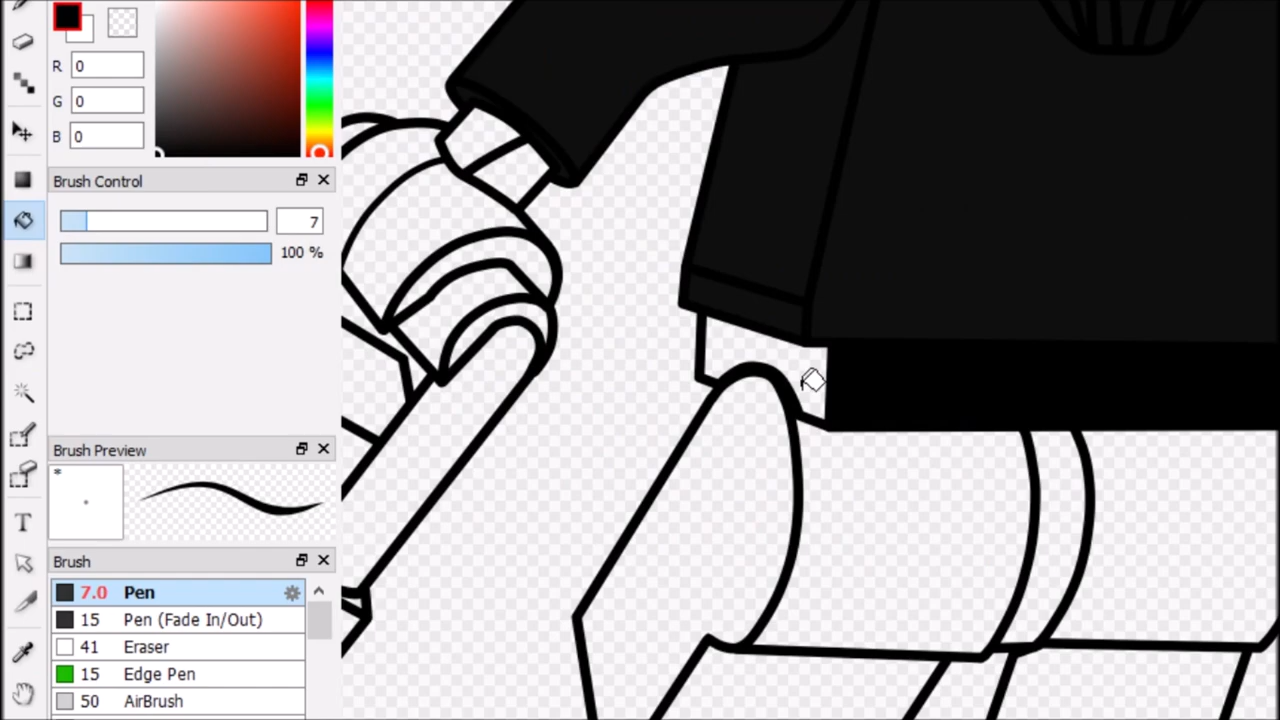 R 0
G 0
B 0
Brush Control
7
100 %
Brush Preview
*
Brush
7.0 Pen
15 Pen (Fade In/Out)
41 Eraser
15 Edge Pen
50 AirBrush
T